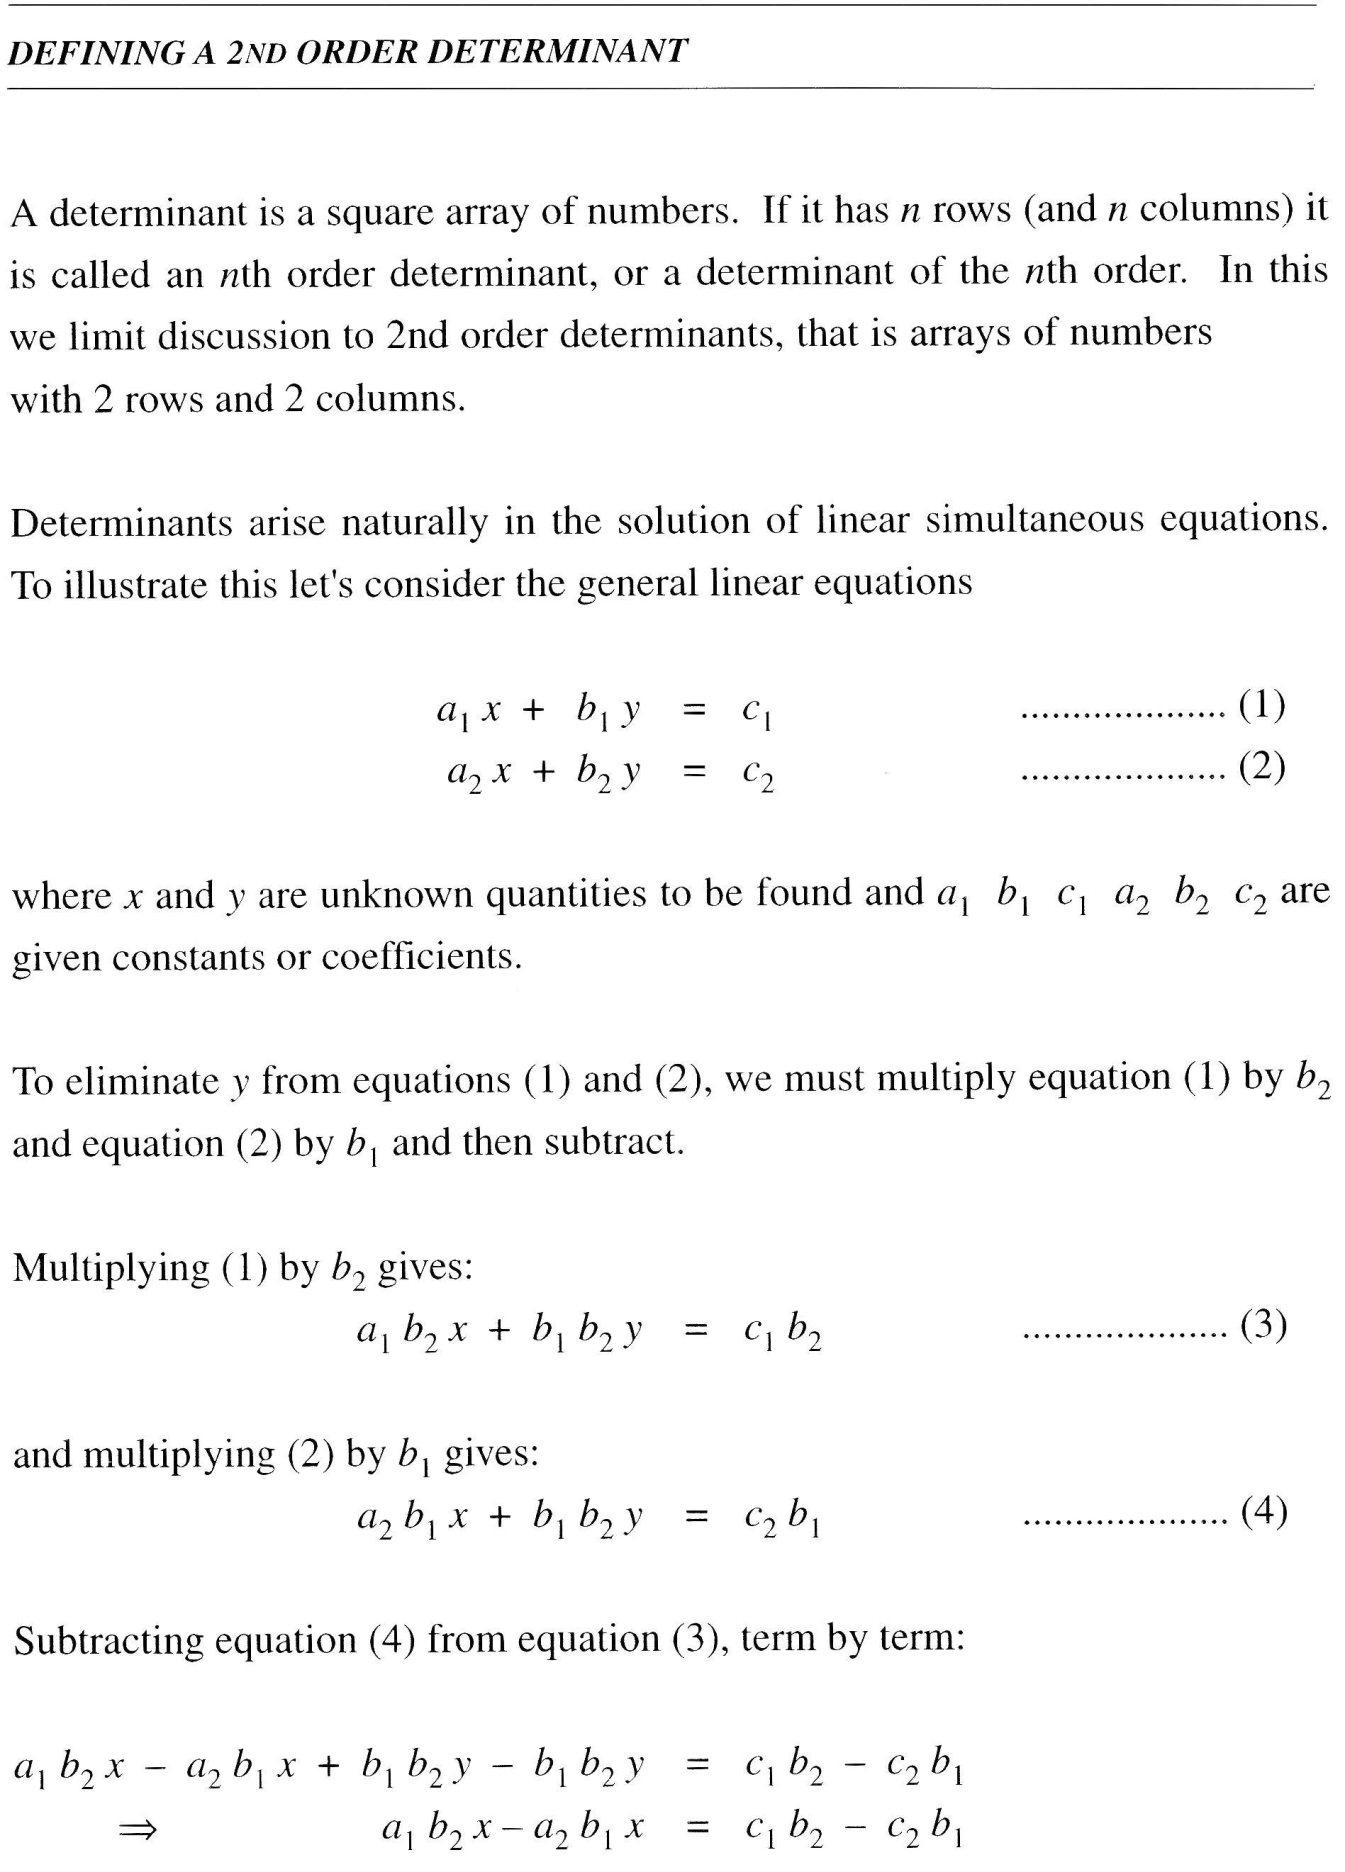 DEFINING A 2ND ORDER DETERMINANT
A determinant is a square array of numbers. If it has n rows (and n columns) it
is called an nth order determinant, or a determinant of the nth order. In this
we limit discussion to 2nd order determinants, that is arrays of numbers
with 2 rows and 2 columns.
Determinants arise naturally in the solution of linear simultaneous equations.
To illustrate this let's consider the general linear equations
a₁ x + b₁ y = c₁ .................... (1)
a₂ x + b₂ y = c₂ .................... (2)
where x and y are unknown quantities to be found and a₁ b₁ c₁ a₂ b₂ c₂ are
given constants or coefficients.
To eliminate y from equations (1) and (2), we must multiply equation (1) by b₂
and equation (2) by b₁ and then subtract.
Multiplying (1) by b₂ gives:
a₁ b₂ x + b₁ b₂ y = c₁ b₂ .................... (3)
and multiplying (2) by b₁ gives:
a₂ b₁ x + b₁ b₂ y = c₂ b₁ .................... (4)
Subtracting equation (4) from equation (3), term by term:
a₁ b₂ x – a₂ b₁ x + b₁ b₂ y – b₁ b₂ y = c₁ b₂ – c₂ b₁
⇒ a₁ b₂ x – a₂ b₁ x = c₁ b₂ – c₂ b₁